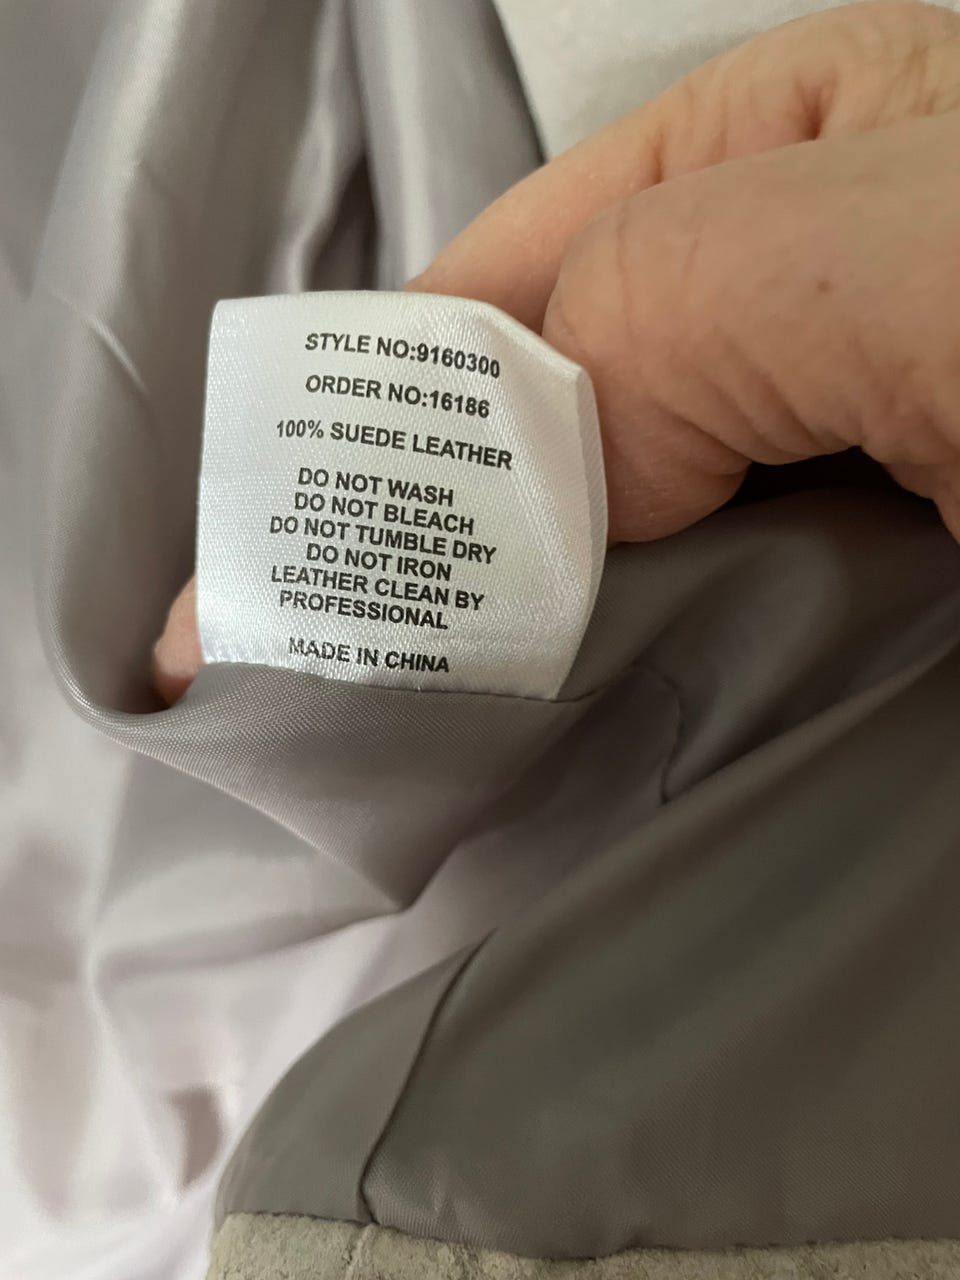 STYLE NO:9160300
ORDER NO:16186
100% SUEDE LEATHER
DO NOT WASH
DO NOT BLEACH
DO NOT TUMBLE DRY
DO NOT IRON
LEATHER CLEAN BY
PROFESSIONAL
MADE IN CHINA